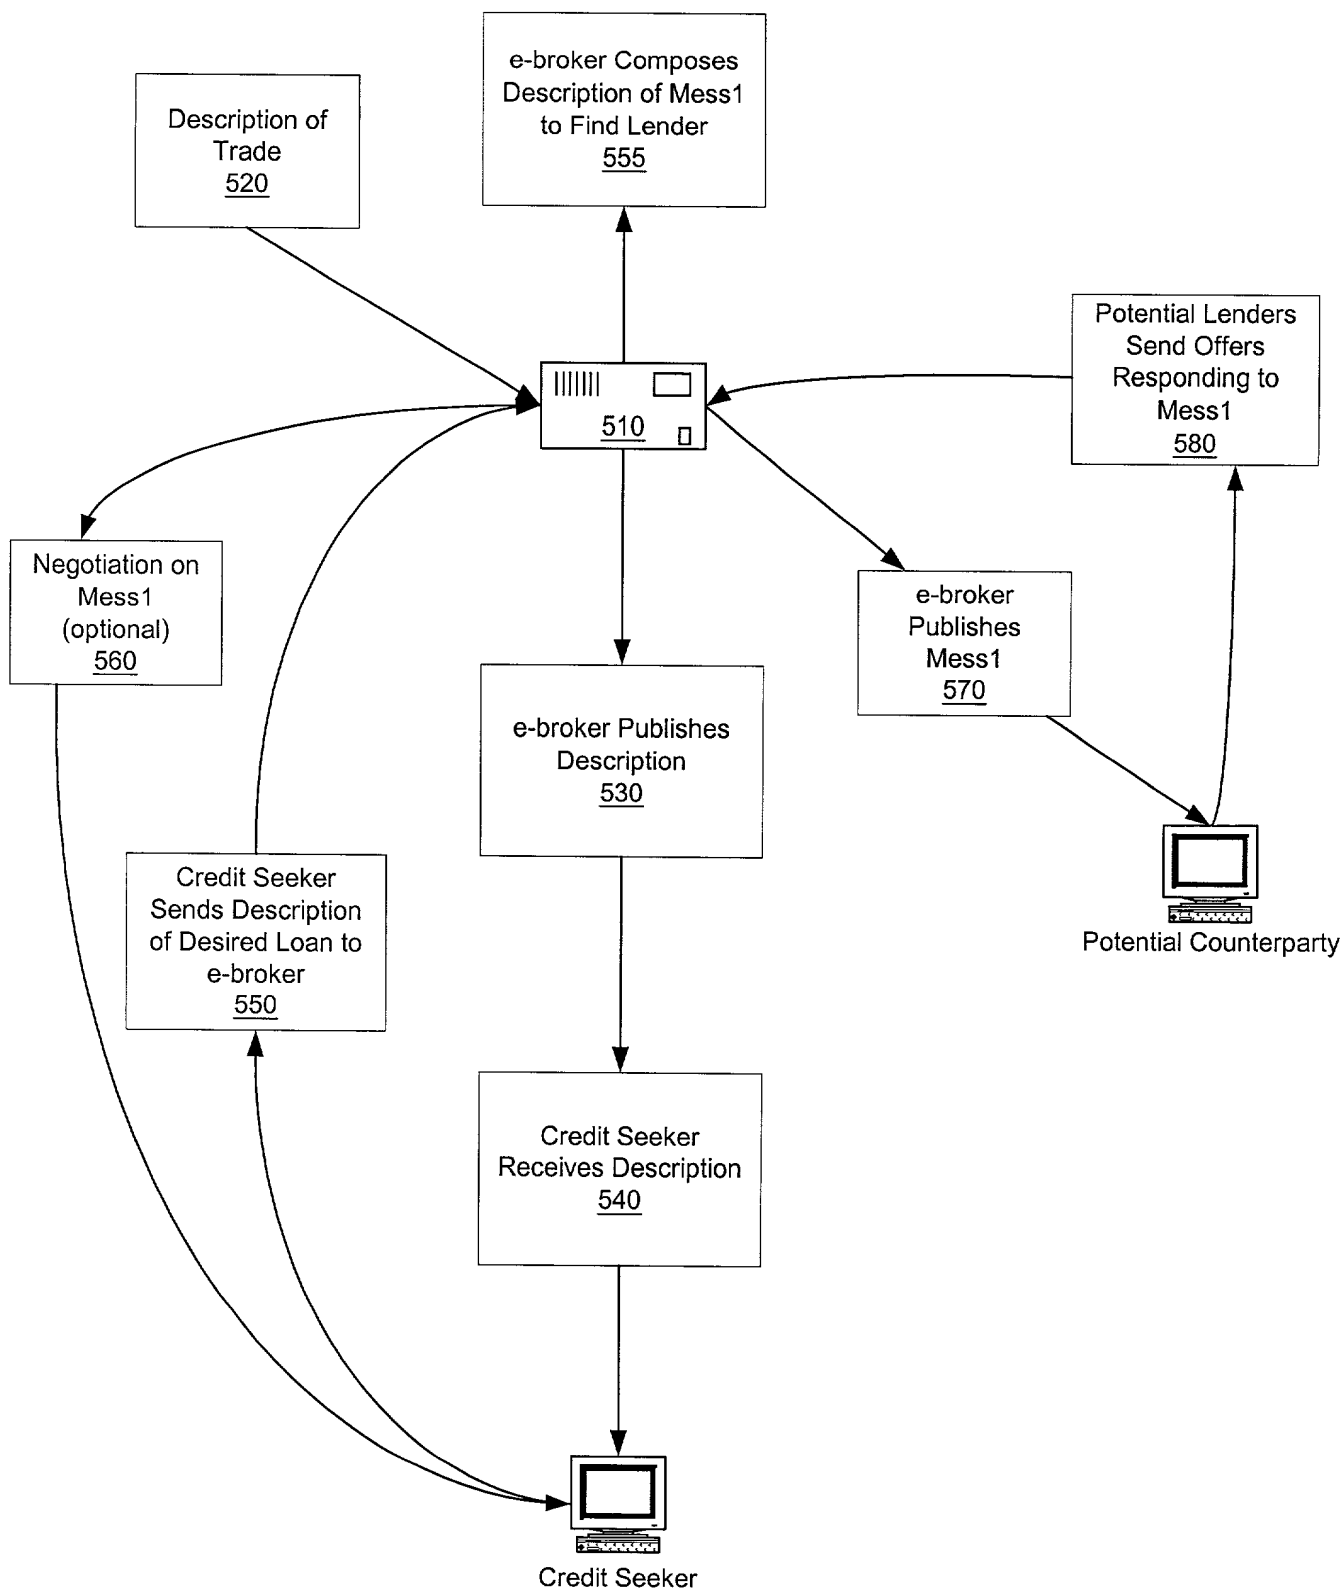 e-broker Composes
Description of Mess1
to Find Lender
555
Description of
Trade
520
Potential Lenders
Send Offers
Responding to
Mess1
580
510
Negotiation on
Mess1
(optional)
560
e-broker
Publishes
Mess1
570
e-broker Publishes
Description
530
Credit Seeker
Sends Description
of Desired Loan to
e-broker
550
Potential Counterparty
Credit Seeker
Receives Description
540
Credit Seeker